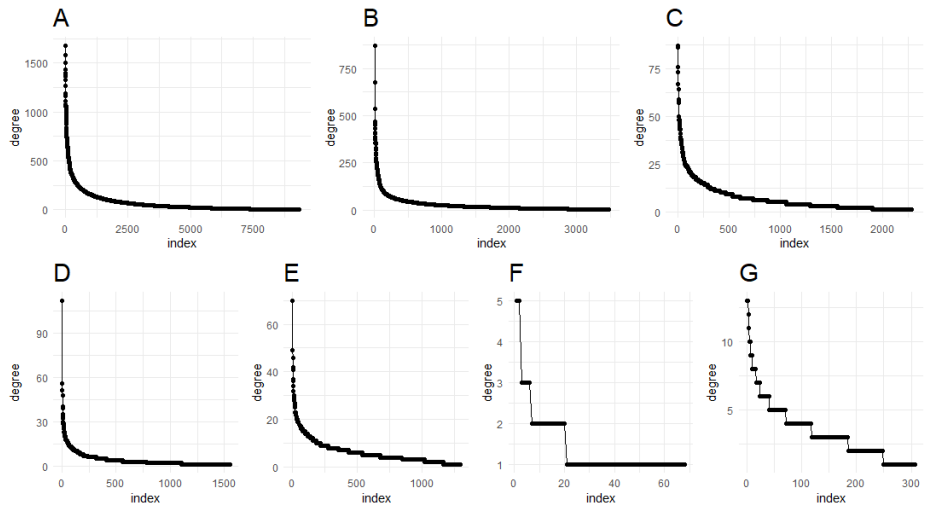 A
1500
1000
500
0
degree
0 2500 5000 7500
index
B
750
500
250
0
degree
0 1000 2000 3000
index
C
75
50
25
0
degree
0 500 1000 1500 2000
index
D
90
60
30
0
degree
0 500 1000 1500
index
E
60
40
20
0
degree
0 500 1000
index
F
5
4
3
2
1
degree
0 20 40 60
index
G
10
5
degree
0 100 200 300
index